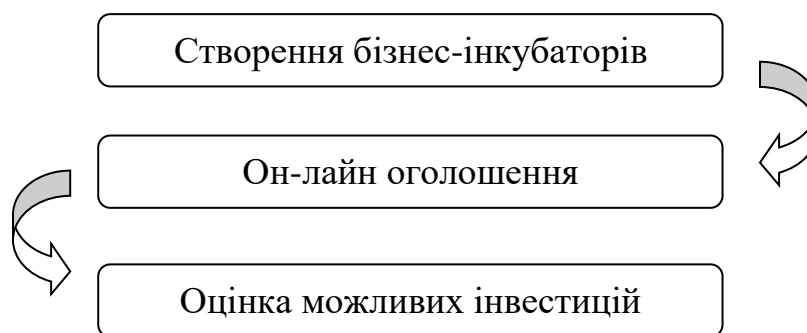 Створення бізнес-інкубаторів
Он-лайн оголошення
Оцінка можливих інвестицій